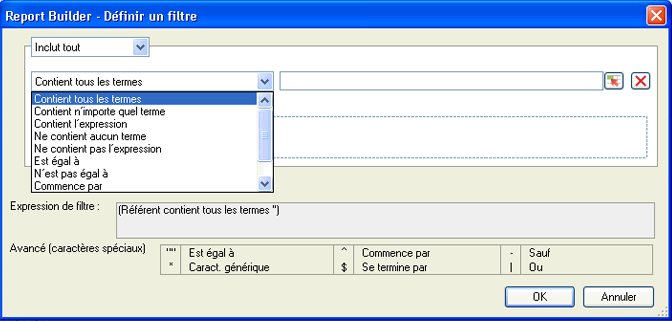 Report Builder - Définir un filtre
Inclut tout
Contient tous les termes
Contient tous les termes
Contient n´importe quel terme
Contient l´expression
Ne contient aucun terme
Ne contient pas l´expression
Est égal à
N´est pas égal à
Commence par
Expression de filtre :
(Référent contient tous les termes '')
Avancé (caractères spéciaux)
"" Est égal à ^ Commence par - Sauf
* Caract. générique $ Se termine par | Ou
OK Annuler